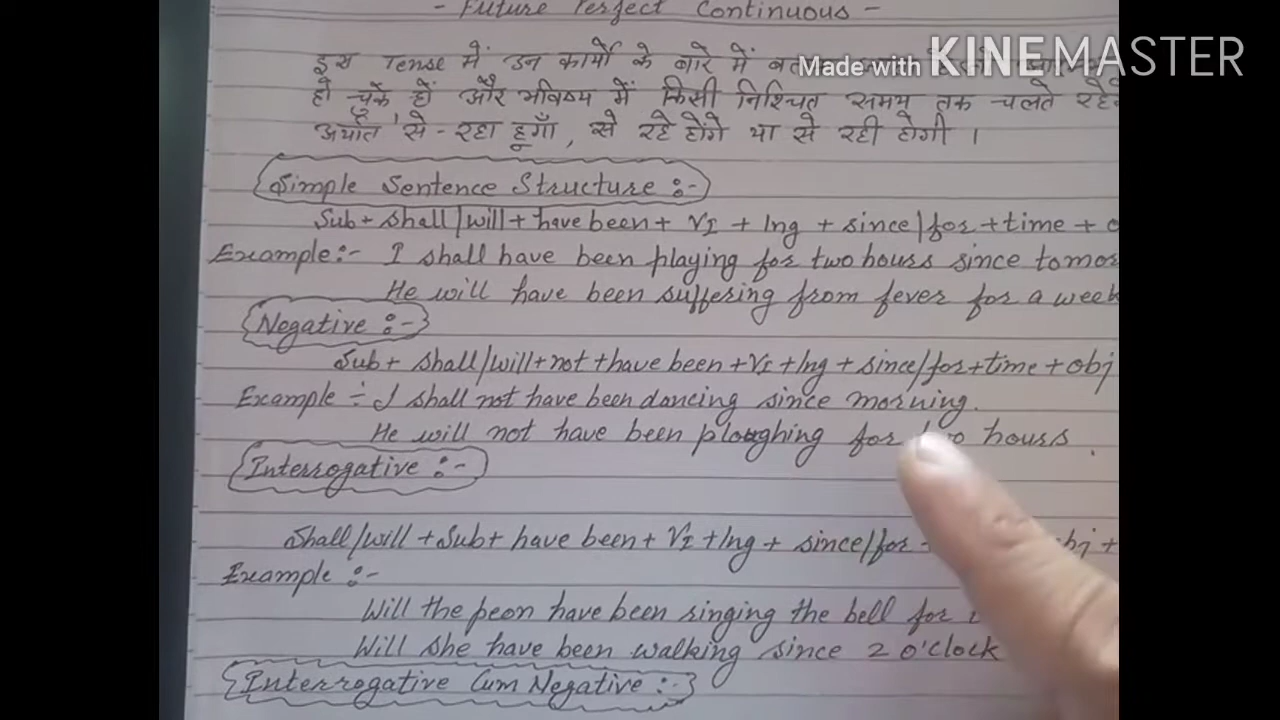 - Future Perfect Continuous -
Made with KINEMASTER
इस Tense में उन कार्यों के बारे में
हो चूकें हों और भविष्य में किसी निश्चित समय तक चलते
अर्थात से - रहा हूगाँ, से रहे होंगे या से रही होगी ।
Simple Sentence Structure :-
Sub + shall/will + have been + V1 + Ing + since/for + time +
Example :- I shall have been playing for two hours since
He will have been suffering from fever for a week
Negative :-
Sub + shall/will + not + have been + V1 + Ing + since/for + time + obj
Example :- I shall not have been dancing since morning.
He will not have been ploughing for two hours.
Interrogative :-
Shall/will + Sub + have been + V1 + Ing + since/for +
Example :-
Will the peon have been ringing the bell for
Will she have been walking since 2 o'clock
Interrogative Cum Negative :-